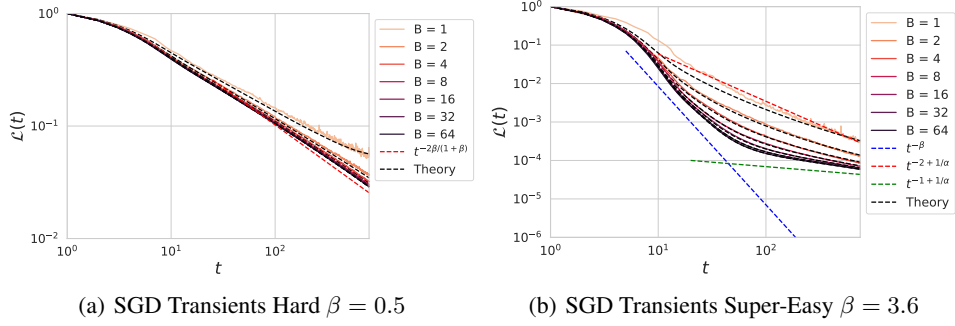 10^0
10^{-1}
10^{-2}
10^0
10^1
10^2
ℒ(t)
t
B = 1
B = 2
B = 4
B = 8
B = 16
B = 32
B = 64
t^{-2β/(1+β)}
Theory
(a) SGD Transients Hard β = 0.5
10^0
10^{-1}
10^{-2}
10^{-3}
10^{-4}
10^{-5}
10^{-6}
10^0
10^1
10^2
ℒ(t)
t
B = 1
B = 2
B = 4
B = 8
B = 16
B = 32
B = 64
t^{-β}
t^{-2+1/α}
t^{-1+1/α}
Theory
(b) SGD Transients Super-Easy β = 3.6